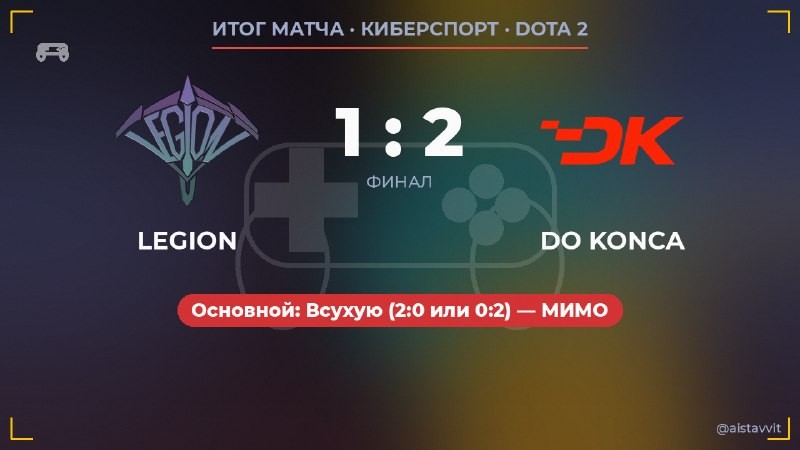 ИТОГ МАТЧА · КИБЕРСПОРТ · DOTA 2
LEGION
1 : 2
DK
ФИНАЛ
LEGION
DO KONCA
Основной: Всухую (2:0 или 0:2) — МИМО
@aistavvit